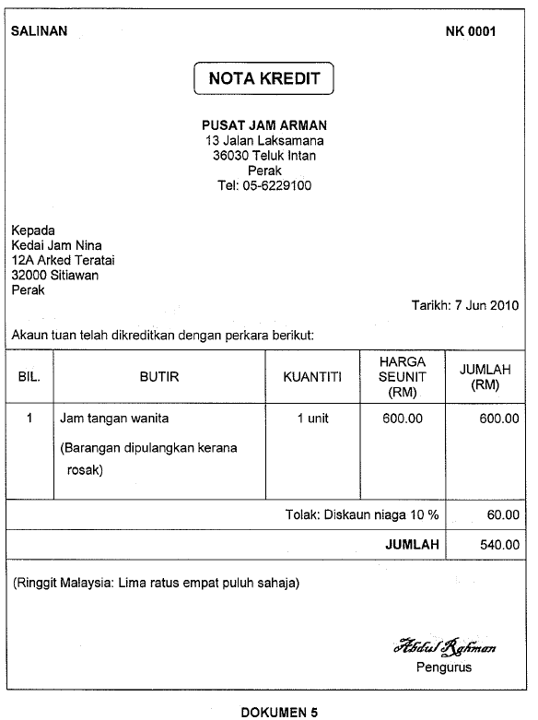 SALINAN NK 0001
NOTA KREDIT
PUSAT JAM ARMAN
13 Jalan Laksamana
36030 Teluk Intan
Perak
Tel: 05-6229100
Kepada
Kedai Jam Nina
12A Arked Teratai
32000 Sitiawan
Perak
Tarikh: 7 Jun 2010
Akaun tuan telah dikreditkan dengan perkara berikut:
BIL. BUTIR KUANTITI HARGA SEUNIT (RM) JUMLAH (RM)
1 Jam tangan wanita 1 unit 600.00 600.00
(Barangan dipulangkan kerana
rosak)
Tolak: Diskaun niaga 10 % 60.00
JUMLAH 540.00
(Ringgit Malaysia: Lima ratus empat puluh sahaja)
Abdul Rahman
Pengurus
DOKUMEN 5